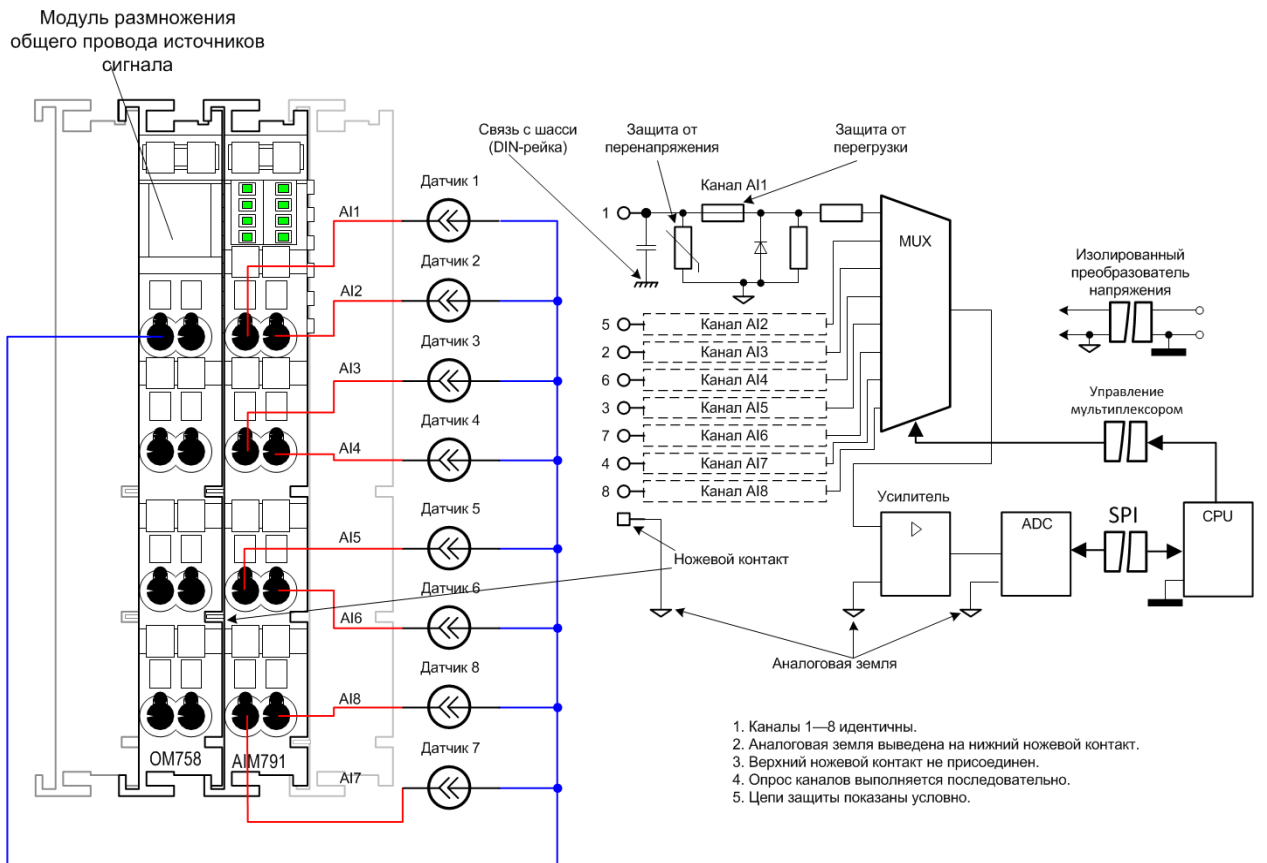 Модуль размножения
общего провода источников
сигнала
OM758
AIM791
AI1
AI2
AI3
AI4
AI5
AI6
AI8
AI7
Датчик 1
Датчик 2
Датчик 3
Датчик 4
Датчик 5
Датчик 6
Датчик 8
Датчик 7
Связь с шасси
(DIN-рейка)
Защита от
перенапряжения
Защита от
перегрузки
Канал AI1
1
5
Канал AI2
2
Канал AI3
6
Канал AI4
3
Канал AI5
7
Канал AI6
4
Канал AI7
8
Канал AI8
MUX
Изолированный
преобразователь
напряжения
Управление
мультиплексором
Усилитель
ADC
SPI
CPU
Ножевой контакт
Аналоговая земля
1. Каналы 1—8 идентичны.
2. Аналоговая земля выведена на нижний ножевой контакт.
3. Верхний ножевой контакт не присоединен.
4. Опрос каналов выполняется последовательно.
5. Цепи защиты показаны условно.